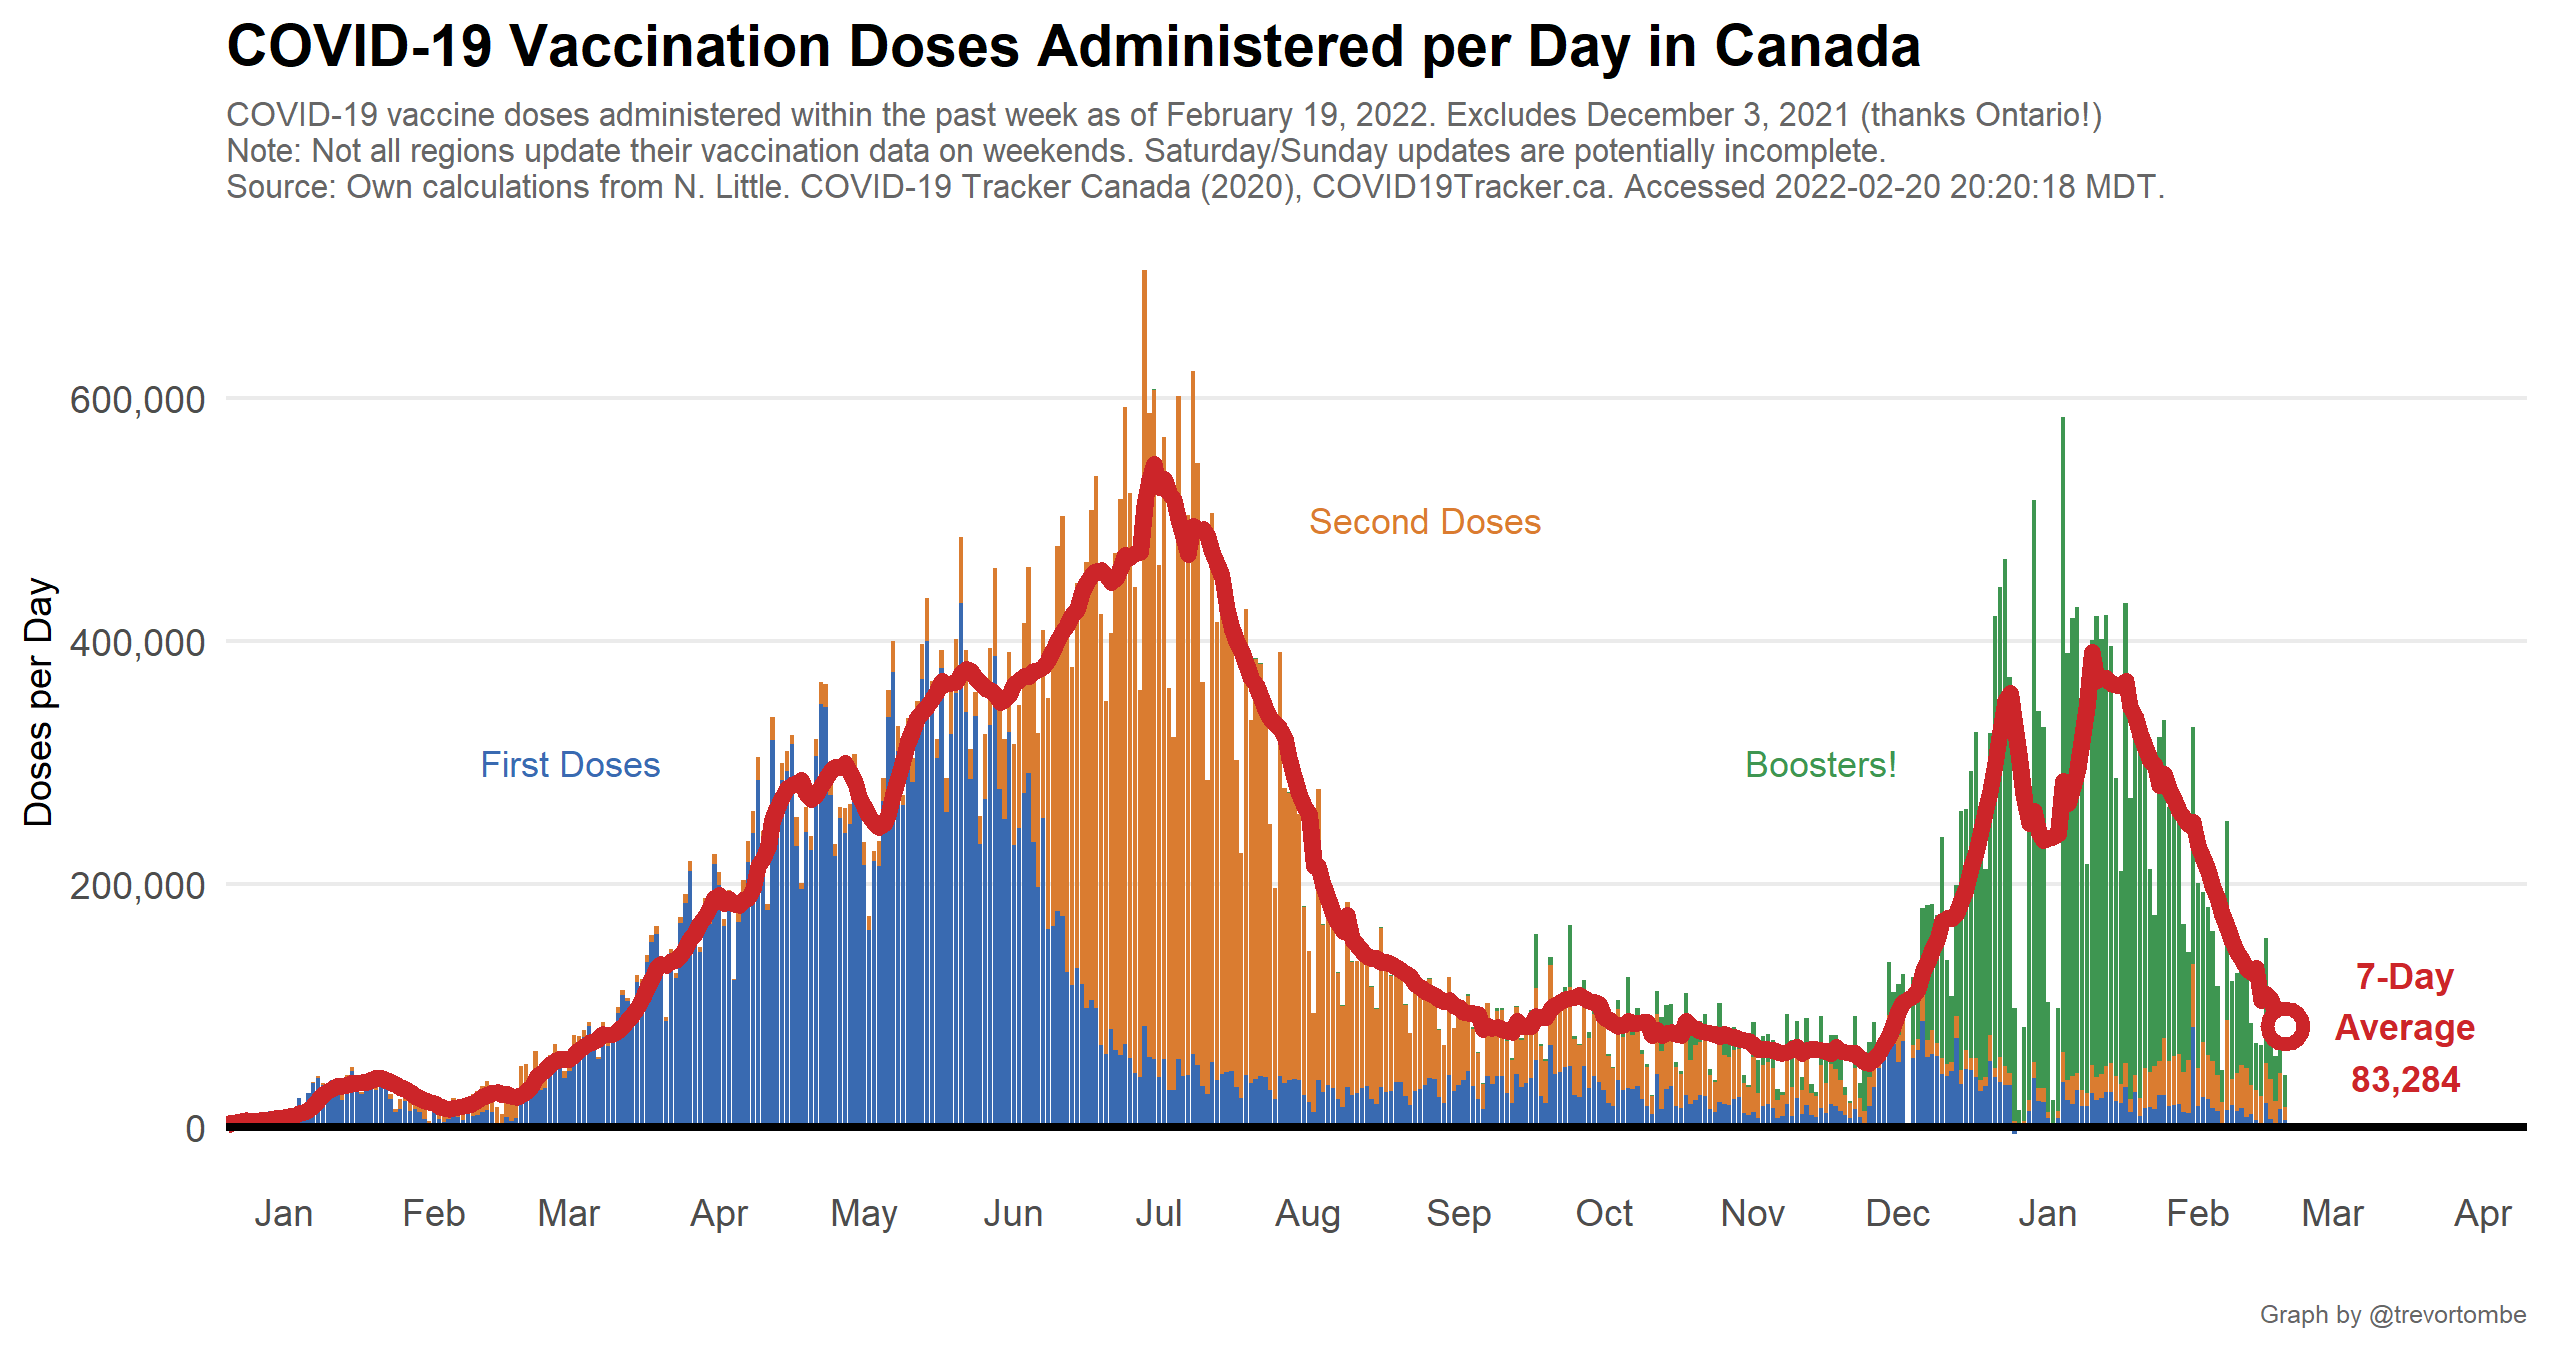 COVID-19 Vaccination Doses Administered per Day in Canada
COVID-19 vaccine doses administered within the past week as of February 19, 2022. Excludes December 3, 2021 (thanks Ontario!)
Note: Not all regions update their vaccination data on weekends. Saturday/Sunday updates are potentially incomplete.
Source: Own calculations from N. Little. COVID-19 Tracker Canada (2020), COVID19Tracker.ca. Accessed 2022-02-20 20:20:18 MDT.
Doses per Day
600,000
400,000
200,000
0
First Doses
Second Doses
Boosters!
7-Day
Average
83,284
Jan Feb Mar Apr May Jun Jul Aug Sep Oct Nov Dec Jan Feb Mar Apr
Graph by @trevortombe